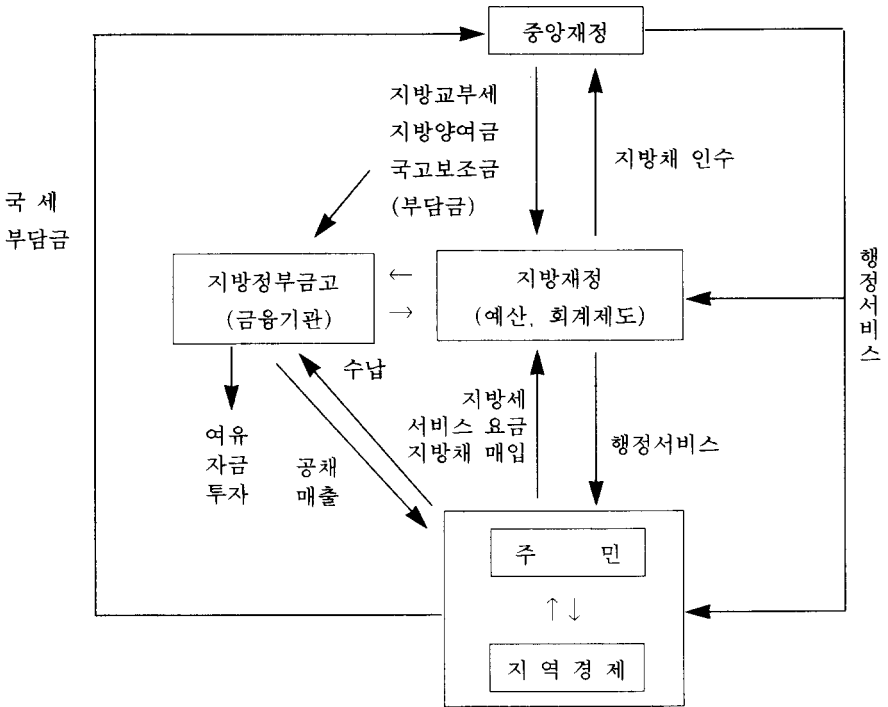 중앙재정
지방교부세
지방양여금
국고보조금
(부담금)
지방채 인수
국 세
부담금
지방정부금고
(금융기관)
←
→
지방재정
(예산, 회계제도)
행정서비스
수납
지방세
서비스 요금
지방채 매입
행정서비스
여유
자금
투자
공채
매출
주 민
↑↓
지역경제